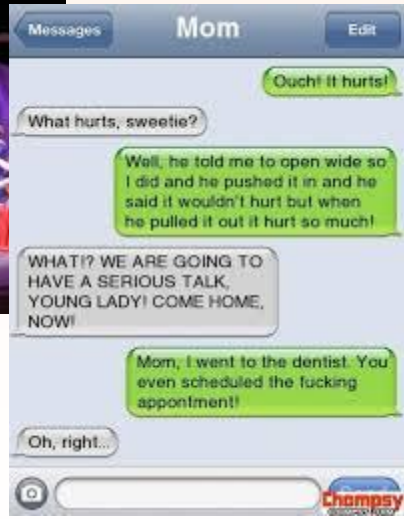 Messages
Mom
Edit
Ouch! It hurts!
What hurts, sweetie?
Well, he told me to open wide so
I did and he pushed it in and he
said it wouldn't hurt but when
he pulled it out it hurt so much!
WHAT!? WE ARE GOING TO
HAVE A SERIOUS TALK,
YOUNG LADY! COME HOME,
NOW!
Mom, I went to the dentist. You
even scheduled the fucking
appontment!
Oh, right...
Chompsy